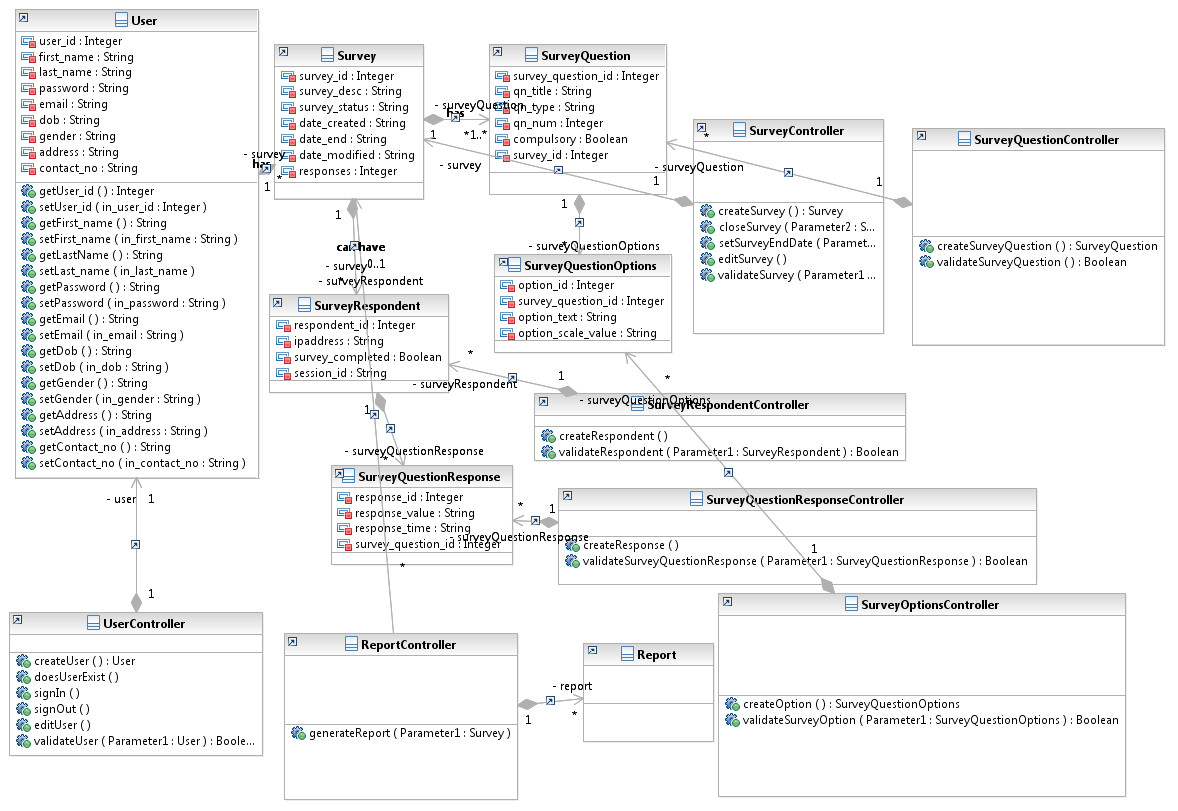 User
user_id : Integer
first_name : String
last_name : String
password : String
email : String
dob : String
gender : String
address : String
contact_no : String
getUser_id ( ) : Integer
setUser_id ( in_user_id : Integer )
getFirst_name ( ) : String
setFirst_name ( in_first_name : String )
getLastName ( ) : String
setLast_name ( in_last_name )
getPassword ( ) : String
setPassword ( in_password : String )
getEmail ( ) : String
setEmail ( in_email : String )
getDob ( ) : String
setDob ( in_dob : String )
getGender ( ) : String
setGender ( in_gender : String )
getAddress ( ) : String
setAddress ( in_address : String )
getContact_no ( ) : String
setContact_no ( in_contact_no : String )
- survey
has
1
*
Survey
survey_id : Integer
survey_desc : String
survey_status : String
date_created : String
date_end : String
date_modified : String
responses : Integer
- surveyQuestion
has
1
*1..*
SurveyQuestion
survey_question_id : Integer
qn_title : String
qn_type : String
qn_num : Integer
compulsory : Boolean
survey_id : Integer
- survey
1
SurveyController
createSurvey ( ) : Survey
closeSurvey ( Parameter2 : S...
setSurveyEndDate ( Paramet...
editSurvey ( )
validateSurvey ( Parameter1 ...
*
- surveyQuestion
1
SurveyQuestionController
createSurveyQuestion ( ) : SurveyQuestion
validateSurveyQuestion ( ) : Boolean
1
- surveyQuestionOptions
*
SurveyQuestionOptions
option_id : Integer
survey_question_id : Integer
option_text : String
option_scale_value : String
1
can have
- survey
0..1
*
- surveyRespondent
SurveyRespondent
respondent_id : Integer
ipaddress : String
survey_completed : Boolean
session_id : String
*
- surveyRespondent
1
- surveyQuestionOptions
*
SurveyRespondentController
createRespondent ( )
validateRespondent ( Parameter1 : SurveyRespondent ) : Boolean
1
- surveyQuestionResponse
*
SurveyQuestionResponse
response_id : Integer
response_value : String
response_time : String
survey_question_id : Integer
*
1
- surveyQuestionResponse
SurveyQuestionResponseController
createResponse ( )
validateSurveyQuestionResponse ( Parameter1 : SurveyQuestionResponse ) : Boolean
1
SurveyOptionsController
createOption ( ) : SurveyQuestionOptions
validateSurveyOption ( Parameter1 : SurveyQuestionOptions ) : Boolean
- user
1
1
UserController
createUser ( ) : User
doesUserExist ( )
signIn ( )
signOut ( )
editUser ( )
validateUser ( Parameter1 : User ) : Boole...
*
ReportController
generateReport ( Parameter1 : Survey )
- report
1
*
Report